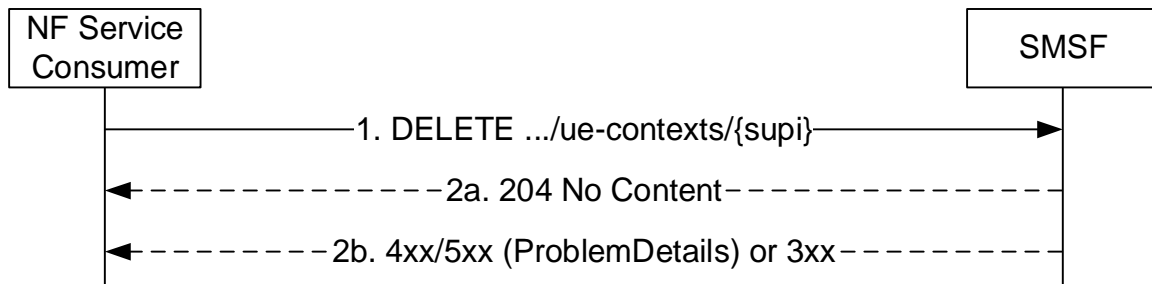 NF Service
Consumer
SMSF
1. DELETE .../ue-contexts/{supi}
2a. 204 No Content
2b. 4xx/5xx (ProblemDetails) or 3xx